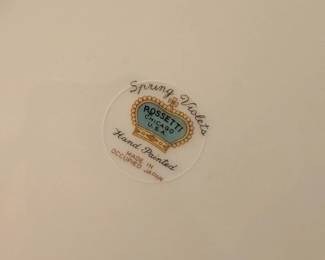 Spring Violets
ROSSETTI
CHICAGO
U.S.A.
Hand Painted
MADE IN
OCCUPIED JAPAN